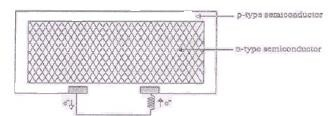 p-type semiconductor
n-type semiconductor
e⁻
e⁻